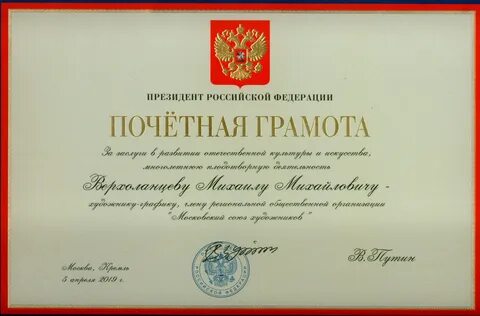 ПРЕЗИДЕНТ РОССИЙСКОЙ ФЕДЕРАЦИИ
ПОЧЁТНАЯ ГРАМОТА
За заслуги в развитии отечественной культуры и искусства,
многолетнюю плодотворную деятельность
Верхоланцеву Михаилу Михайловичу -
художнику-графику, члену региональной общественной организации
"Московский союз художников"
В.Путин
Москва, Кремль
5 апреля 2019 г.